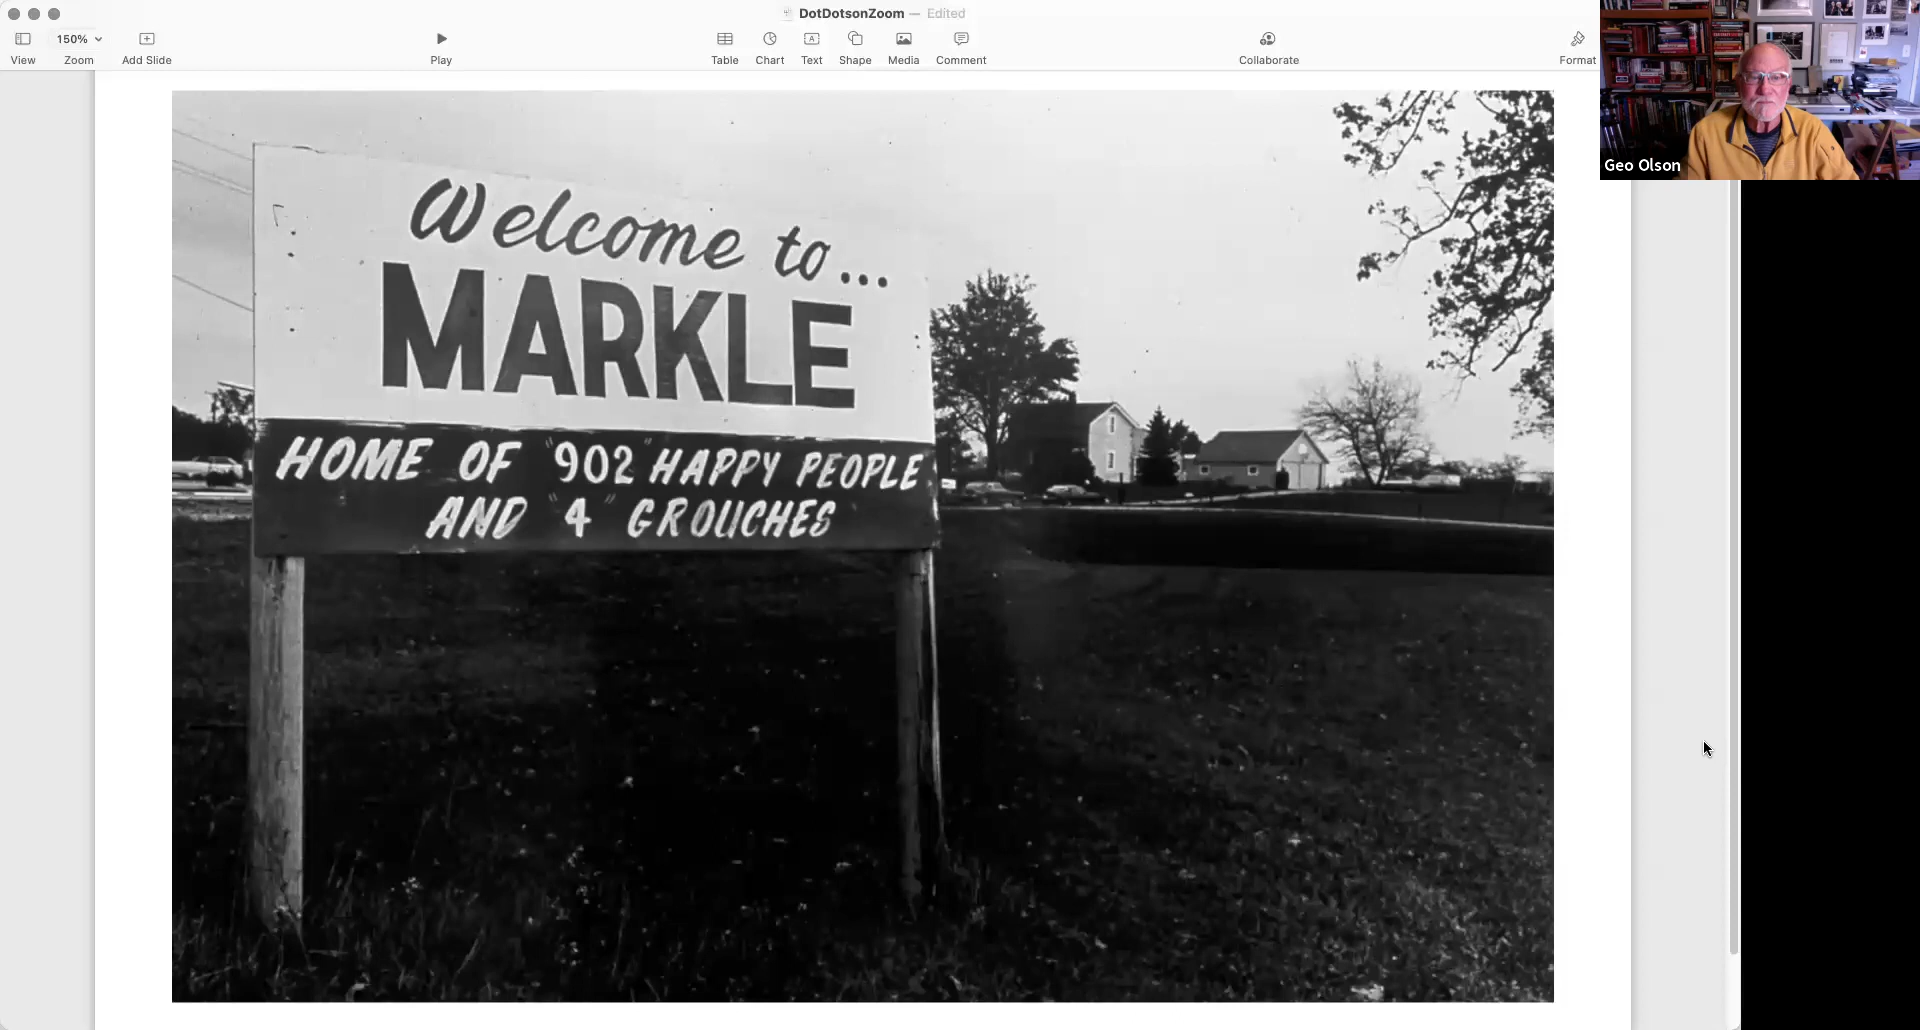 DotDotsonZoom — Edited
150%
View
Zoom
Add Slide
Play
Table
Chart
Text
Shape
Media
Comment
Collaborate
Format
Geo Olson
Welcome to...
MARKLE
HOME OF "902" HAPPY PEOPLE
AND "4" GROUCHES